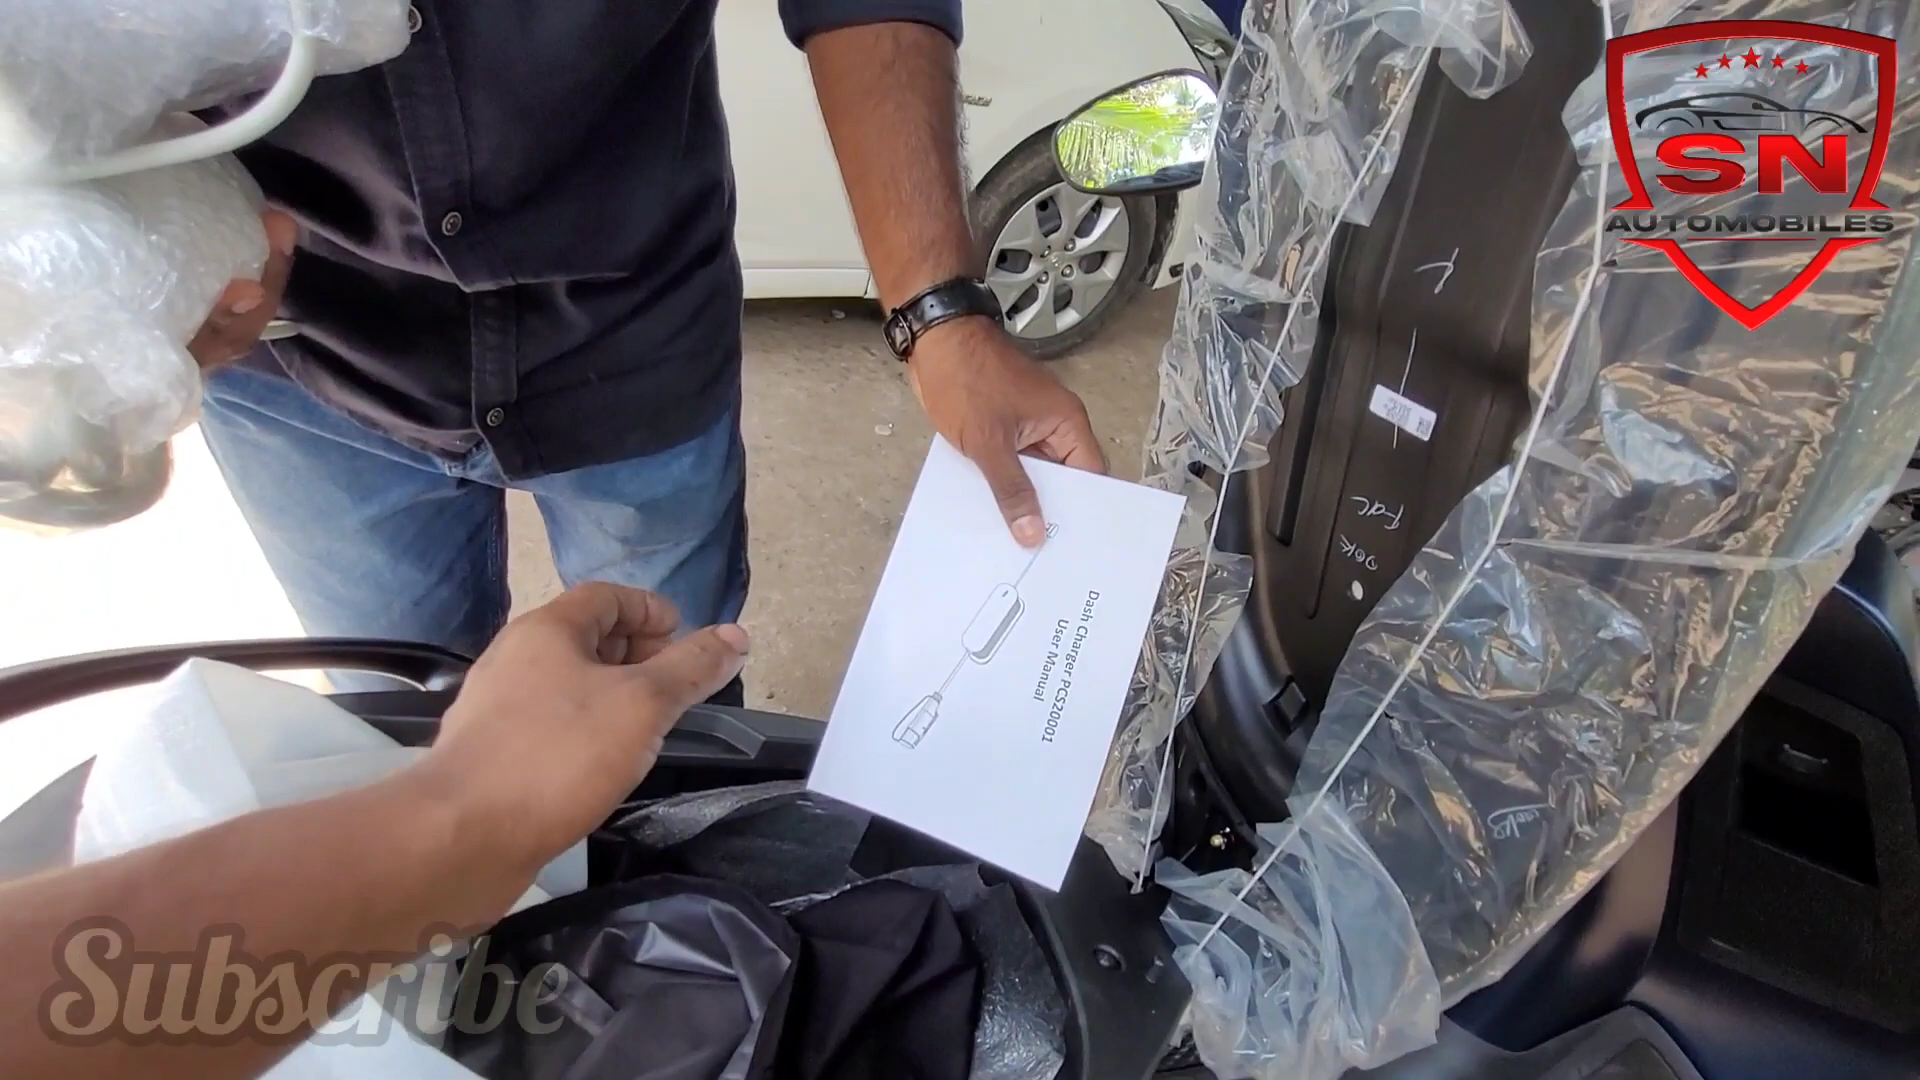 SN
AUTOMOBILES
Dash Charger PCS20001
User Manual
Subscribe